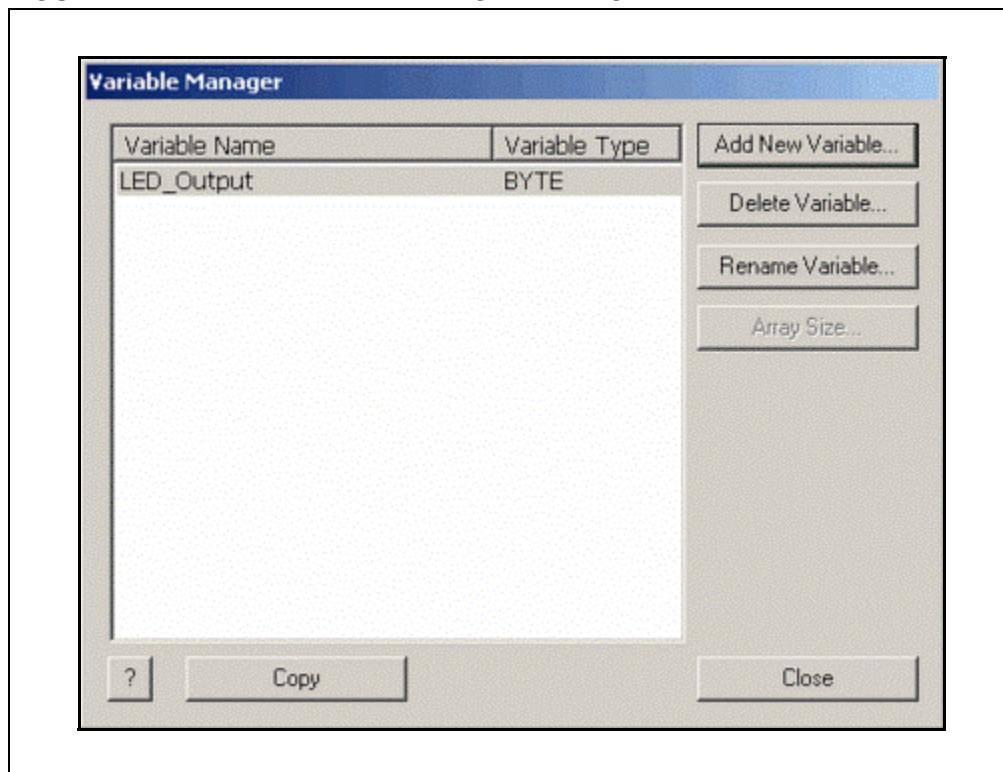 Variable Manager
Variable Name Variable Type
LED_Output BYTE
Add New Variable...
Delete Variable...
Rename Variable...
Array Size...
? Copy Close